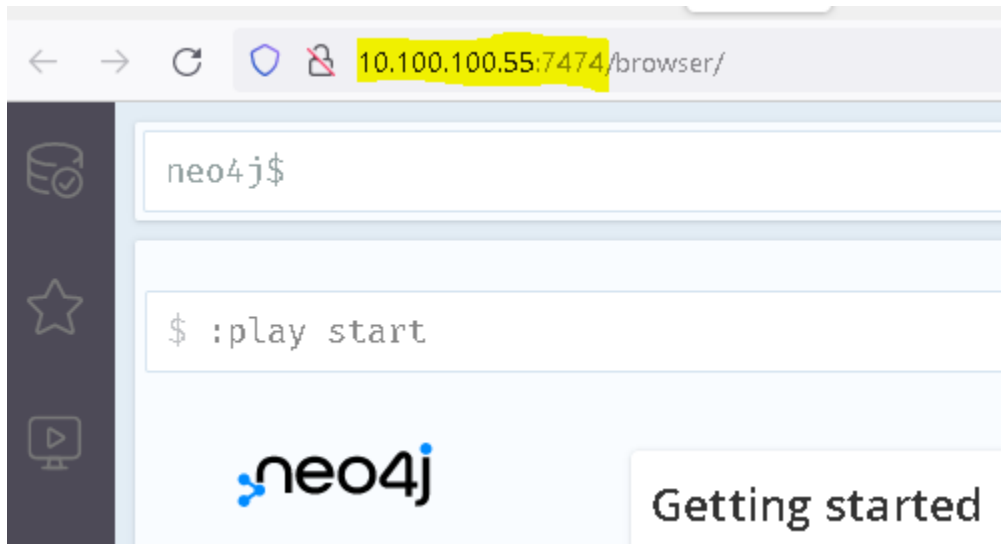 10.100.100.55:7474/browser/
neo4j$
$ :play start
neo4j
Getting started